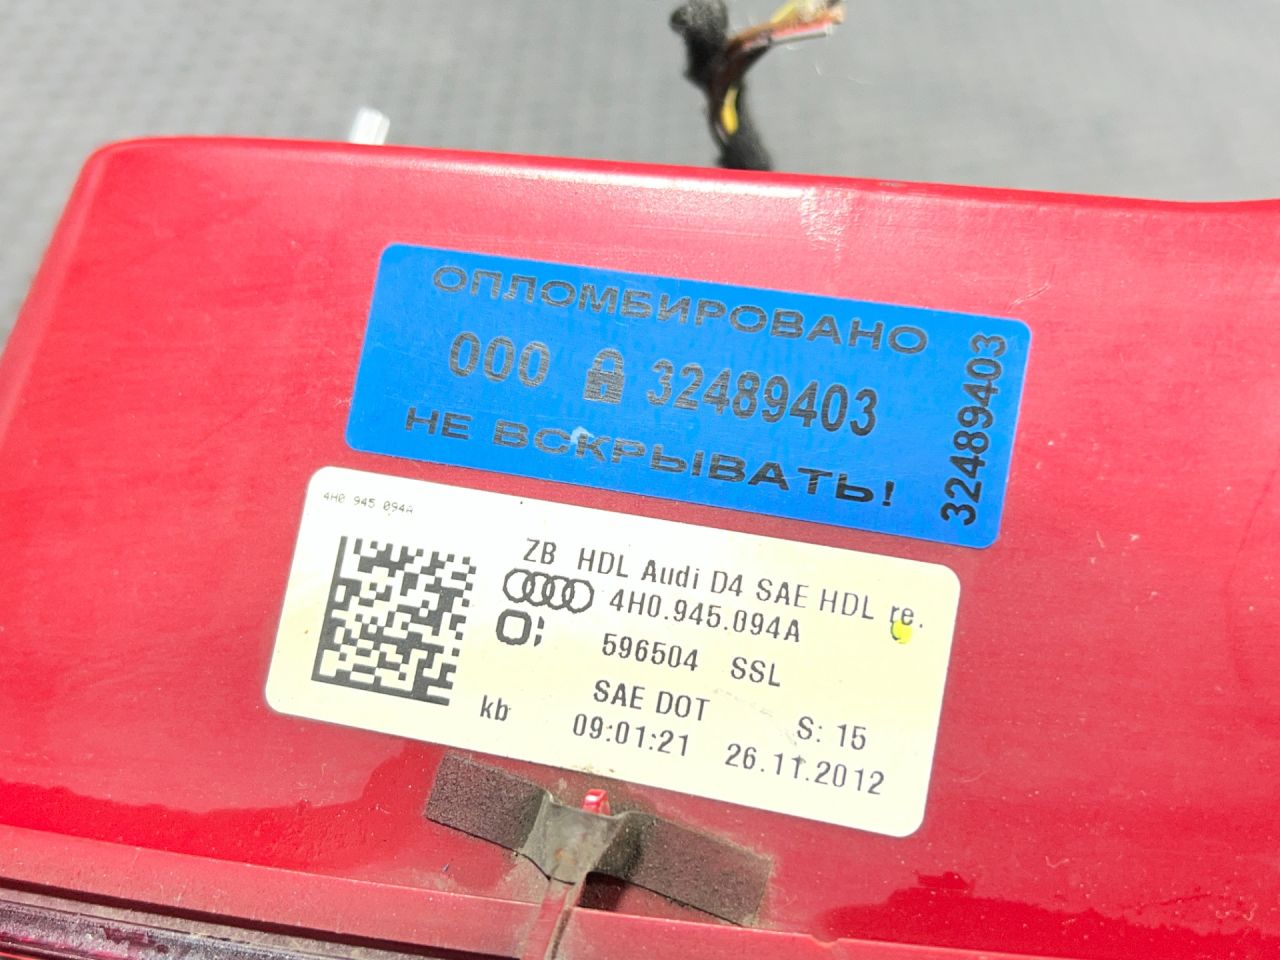 ОПЛОМБИРОВАНО
000 32489403
НЕ ВСКРЫВАТЬ!
32489403
4H0 945 094A
ZB HDL Audi D4 SAE HDL re.
4H0.945.094A
596504 SSL
SAE DOT S: 15
kb 09:01:21 26.11.2012